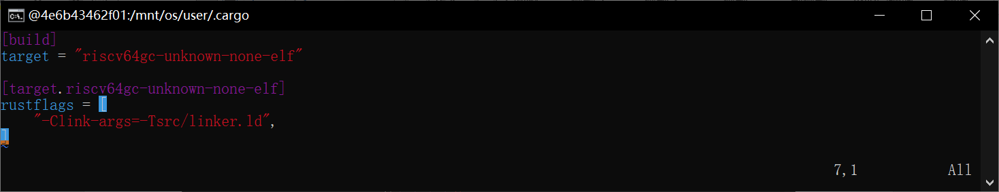 @4e6b43462f01:/mnt/os/user/.cargo
[build]
target = "riscv64gc-unknown-none-elf"
[target.riscv64gc-unknown-none-elf]
rustflags = [
    "-Clink-args=-Tsrc/linker.ld",
]
~
7,1 All